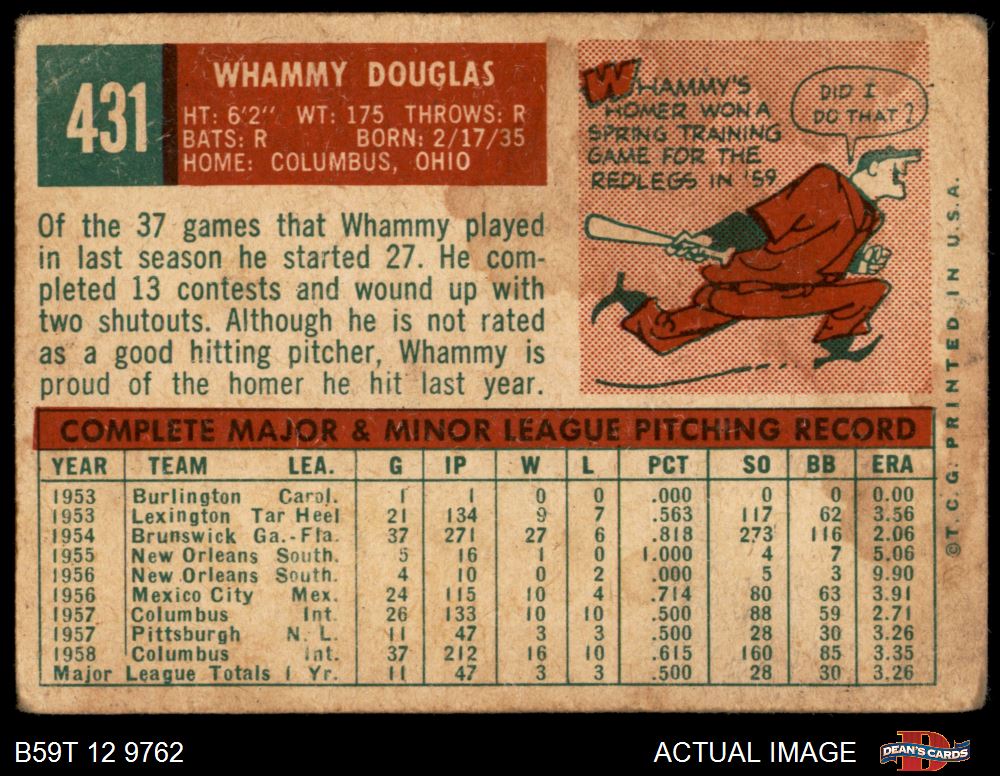 431
WHAMMY DOUGLAS
HT: 6'2" WT: 175 THROWS: R
BATS: R BORN: 2/17/35
HOME: COLUMBUS, OHIO
WHAMMY'S
HOMER WON A
SPRING TRAINING
GAME FOR THE
REDLEGS IN '59
DID I
DO THAT?
Of the 37 games that Whammy played
in last season he started 27. He com-
pleted 13 contests and wound up with
two shutouts. Although he is not rated
as a good hitting pitcher, Whammy is
proud of the homer he hit last year.
COMPLETE MAJOR & MINOR LEAGUE PITCHING RECORD
YEAR TEAM LEA. G IP W L PCT SO BB ERA
1953 Burlington Carol. 1 1 0 0 .000 0 0 0.00
1953 Lexington Tar Heel 21 134 9 7 .563 117 62 3.56
1954 Brunswick Ga.-Fla. 37 271 27 6 .818 273 116 2.06
1955 New Orleans South. 5 16 1 0 1.000 4 7 5.06
1956 New Orleans South. 4 10 0 2 .000 5 3 9.90
1956 Mexico City Mex. 24 115 10 4 .714 80 63 3.91
1957 Columbus Int. 26 133 10 10 .500 88 59 2.71
1957 Pittsburgh N. L. 11 47 3 3 .500 28 30 3.26
1958 Columbus Int. 37 212 16 10 .615 160 85 3.35
Major League Totals 1 Yr. 11 47 3 3 .500 28 30 3.26
©T. C. G. PRINTED IN U.S.A.
B59T 12 9762
ACTUAL IMAGE
D
DEAN'S CARDS